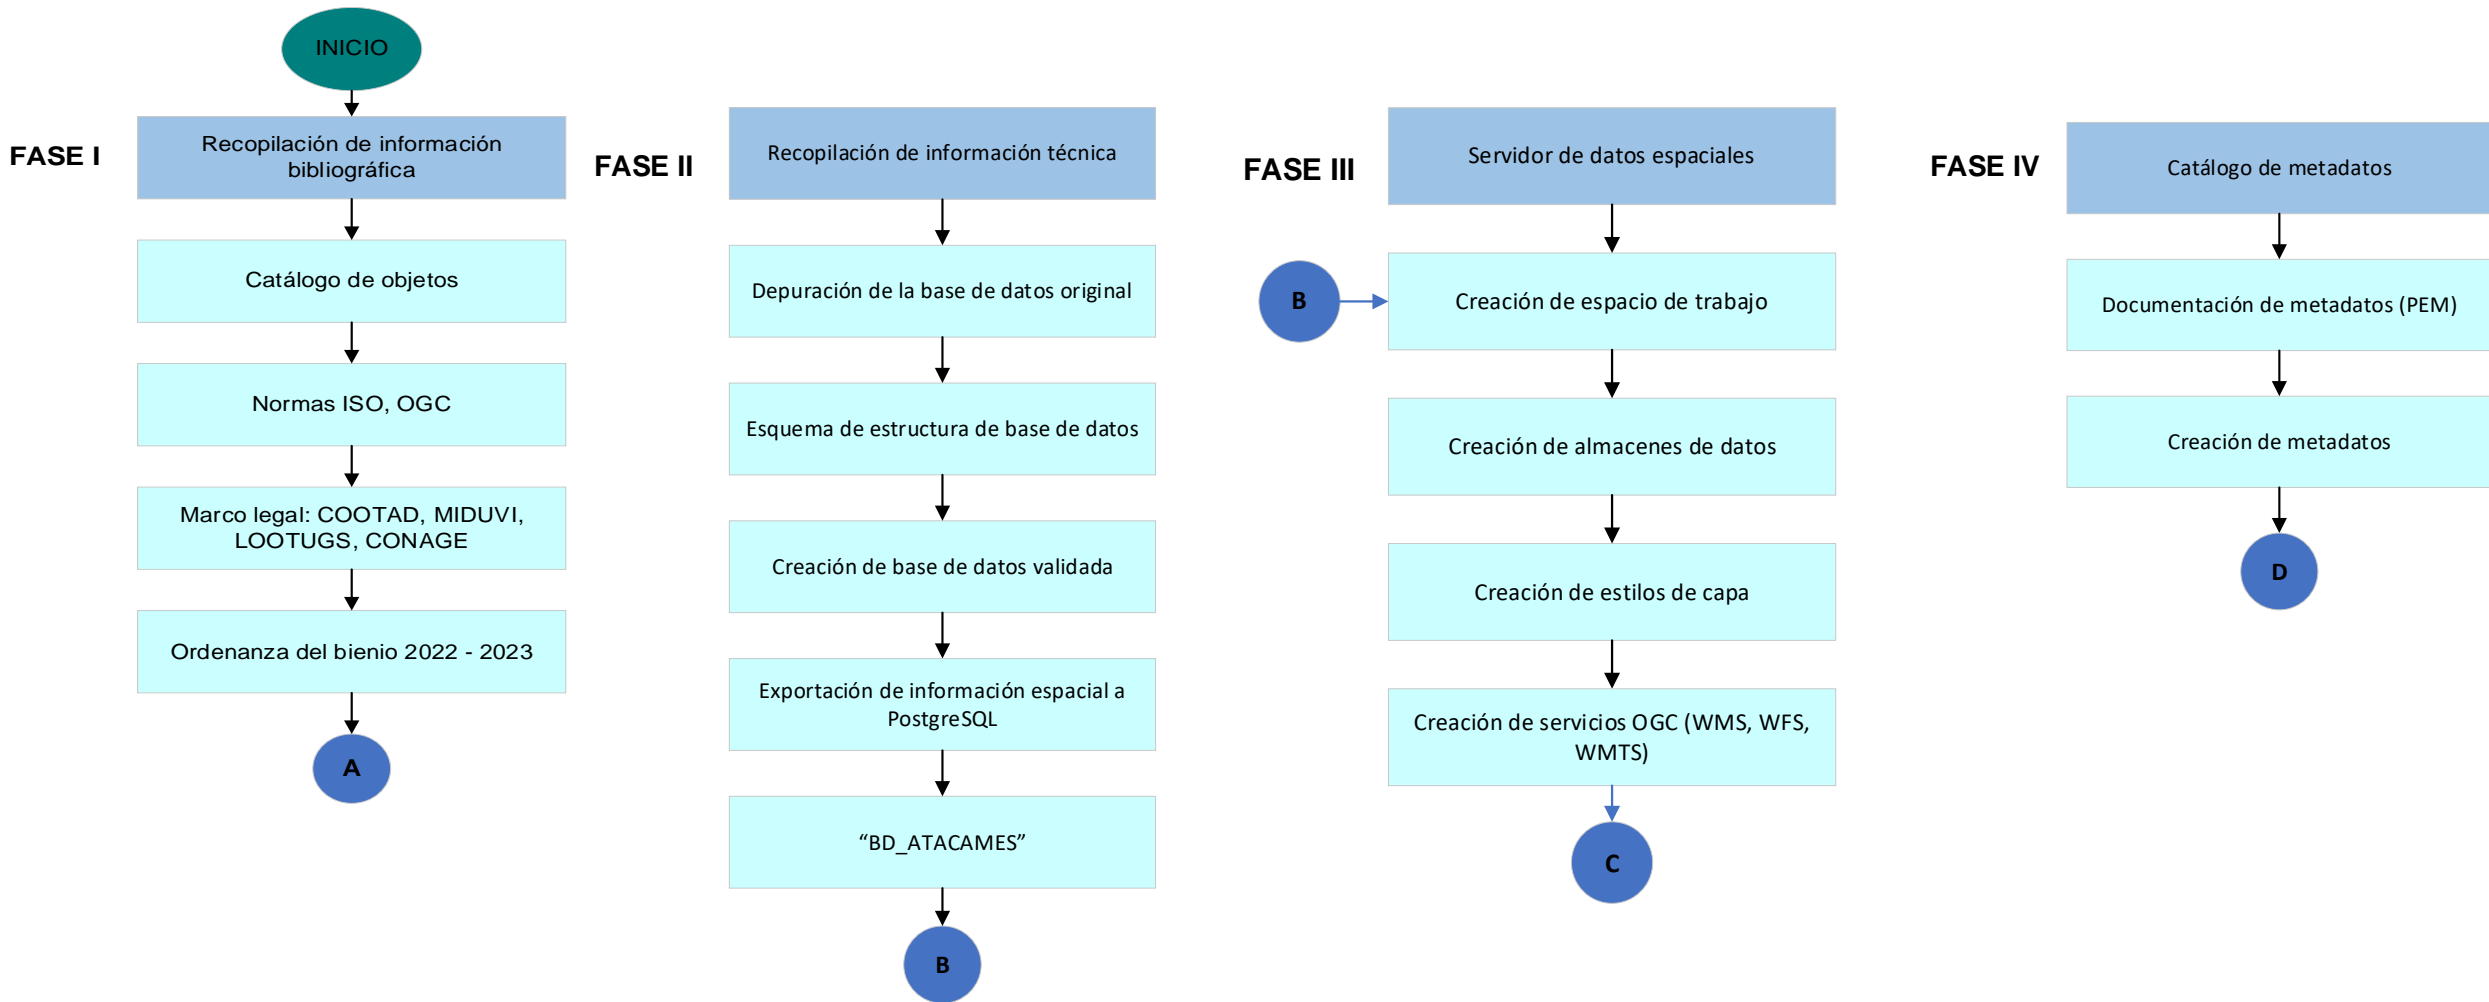 INICIO
FASE I
Recopilación de información
bibliográfica
Catálogo de objetos
Normas ISO, OGC
Marco legal: COOTAD, MIDUVI,
LOOTUGS, CONAGE
Ordenanza del bienio 2022 - 2023
A
FASE II
Recopilación de información técnica
Depuración de la base de datos original
Esquema de estructura de base de datos
Creación de base de datos validada
Exportación de información espacial a
PostgreSQL
“BD_ATACAMES”
B
FASE III
Servidor de datos espaciales
B
Creación de espacio de trabajo
Creación de almacenes de datos
Creación de estilos de capa
Creación de servicios OGC (WMS, WFS,
WMTS)
C
FASE IV
Catálogo de metadatos
Documentación de metadatos (PEM)
Creación de metadatos
D